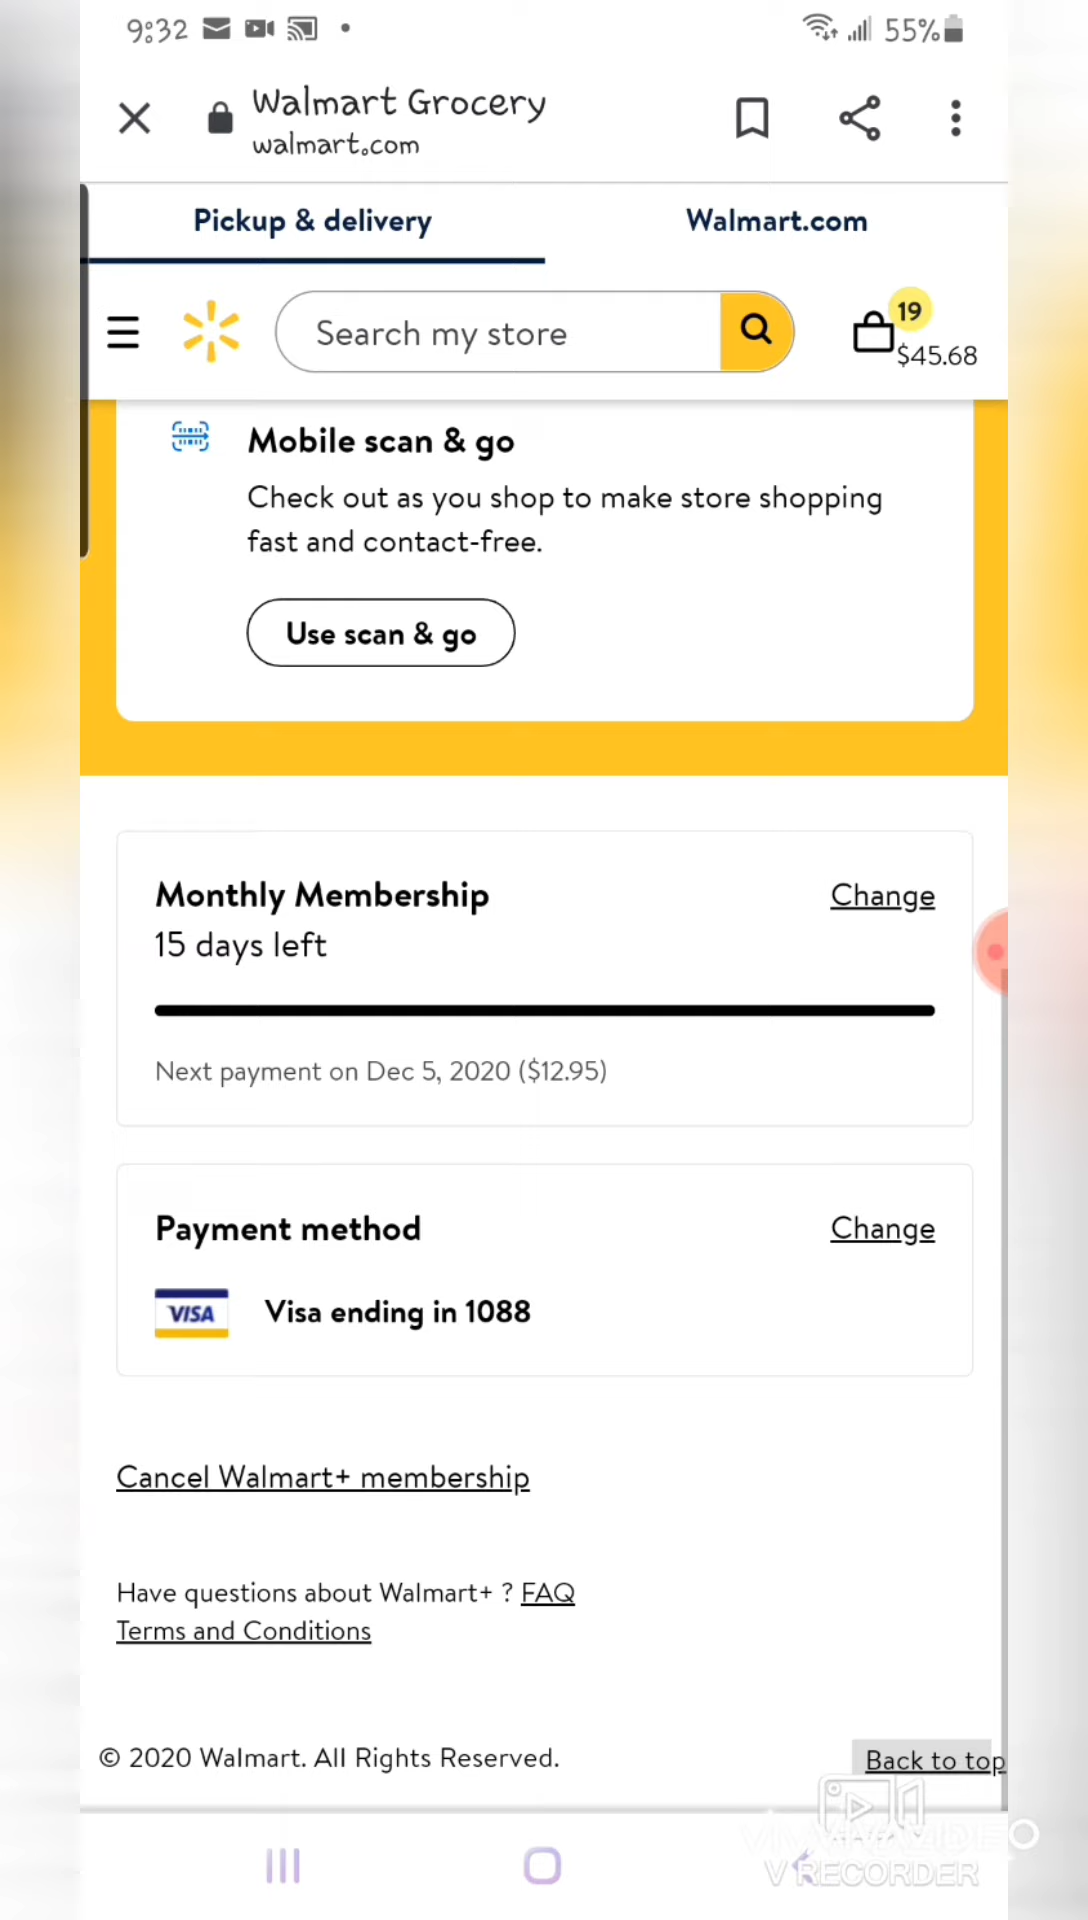 9:32
55%
Walmart Grocery
walmart.com
Pickup & delivery
Walmart.com
Search my store
19
$45.68
Mobile scan & go
Check out as you shop to make store shopping
fast and contact-free.
Use scan & go
Monthly Membership
Change
15 days left
Next payment on Dec 5, 2020 ($12.95)
Payment method
Change
VISA
Visa ending in 1088
Cancel Walmart+ membership
Have questions about Walmart+ ? FAQ
Terms and Conditions
© 2020 Walmart. All Rights Reserved.
Back to top
V RECORDER